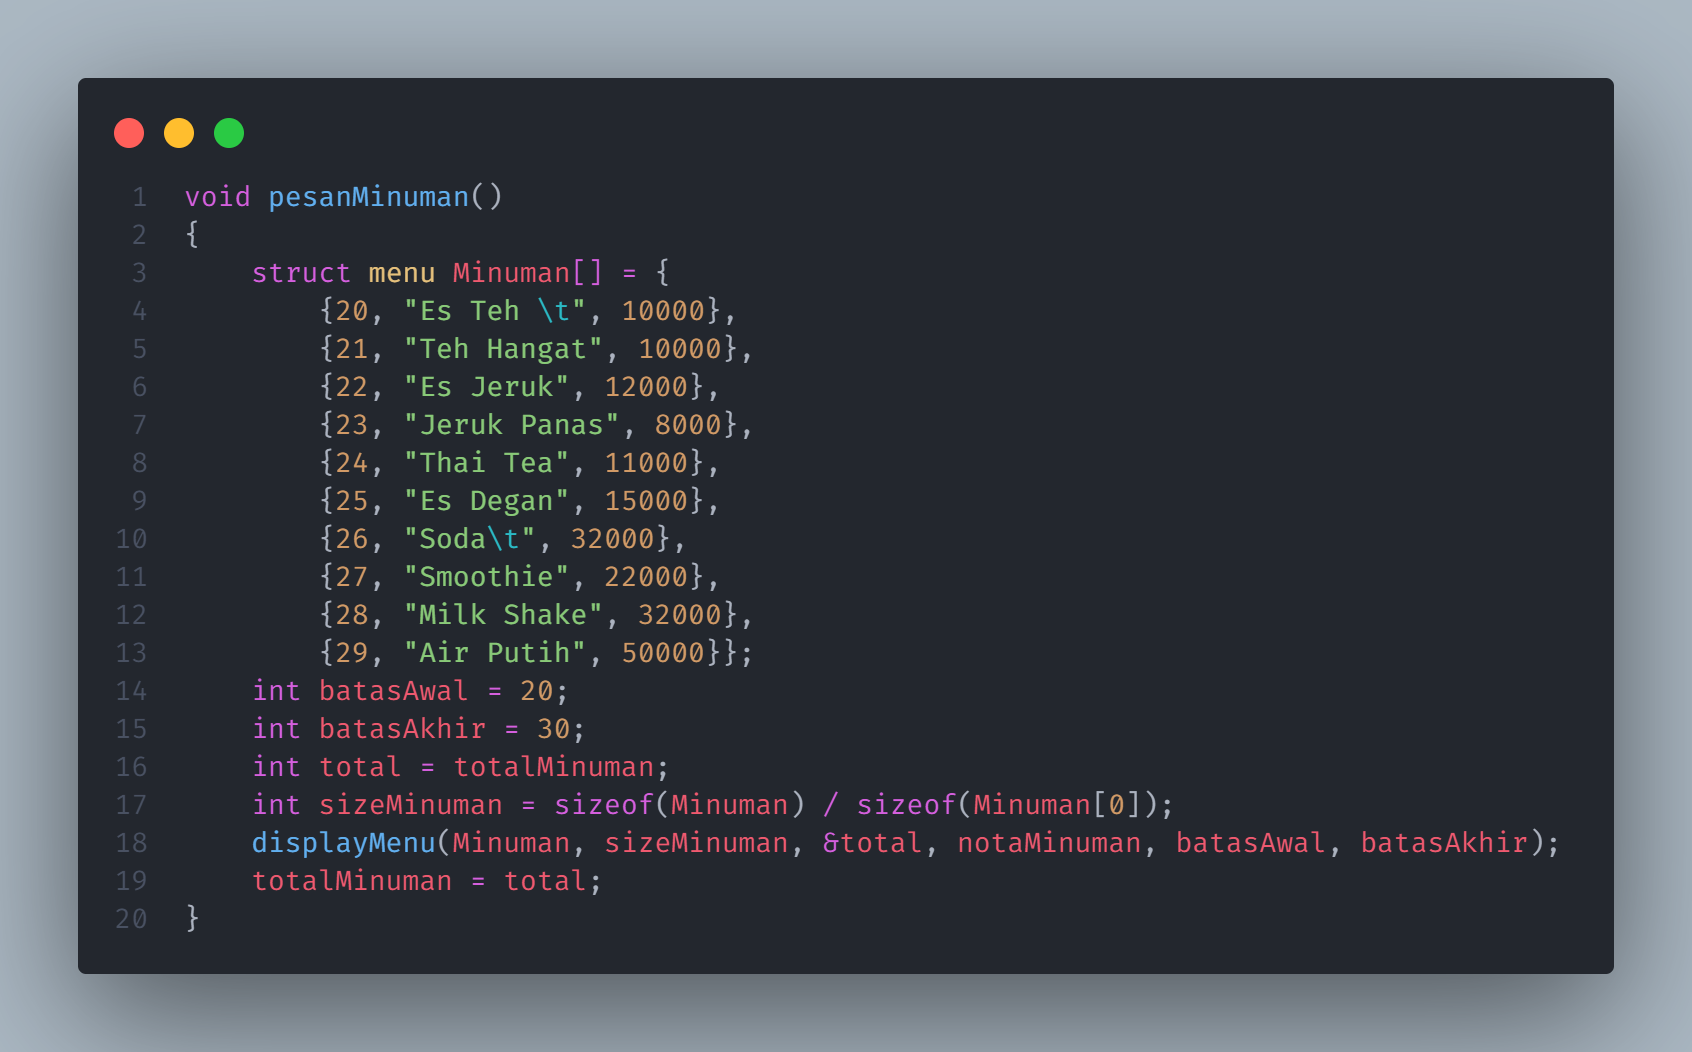 1 void pesanMinuman()
2 {
3     struct menu Minuman[] = {
4         {20, "Es Teh \t", 10000},
5         {21, "Teh Hangat", 10000},
6         {22, "Es Jeruk", 12000},
7         {23, "Jeruk Panas", 8000},
8         {24, "Thai Tea", 11000},
9         {25, "Es Degan", 15000},
10         {26, "Soda\t", 32000},
11         {27, "Smoothie", 22000},
12         {28, "Milk Shake", 32000},
13         {29, "Air Putih", 50000}};
14     int batasAwal = 20;
15     int batasAkhir = 30;
16     int total = totalMinuman;
17     int sizeMinuman = sizeof(Minuman) / sizeof(Minuman[0]);
18     displayMenu(Minuman, sizeMinuman, &total, notaMinuman, batasAwal, batasAkhir);
19     totalMinuman = total;
20 }